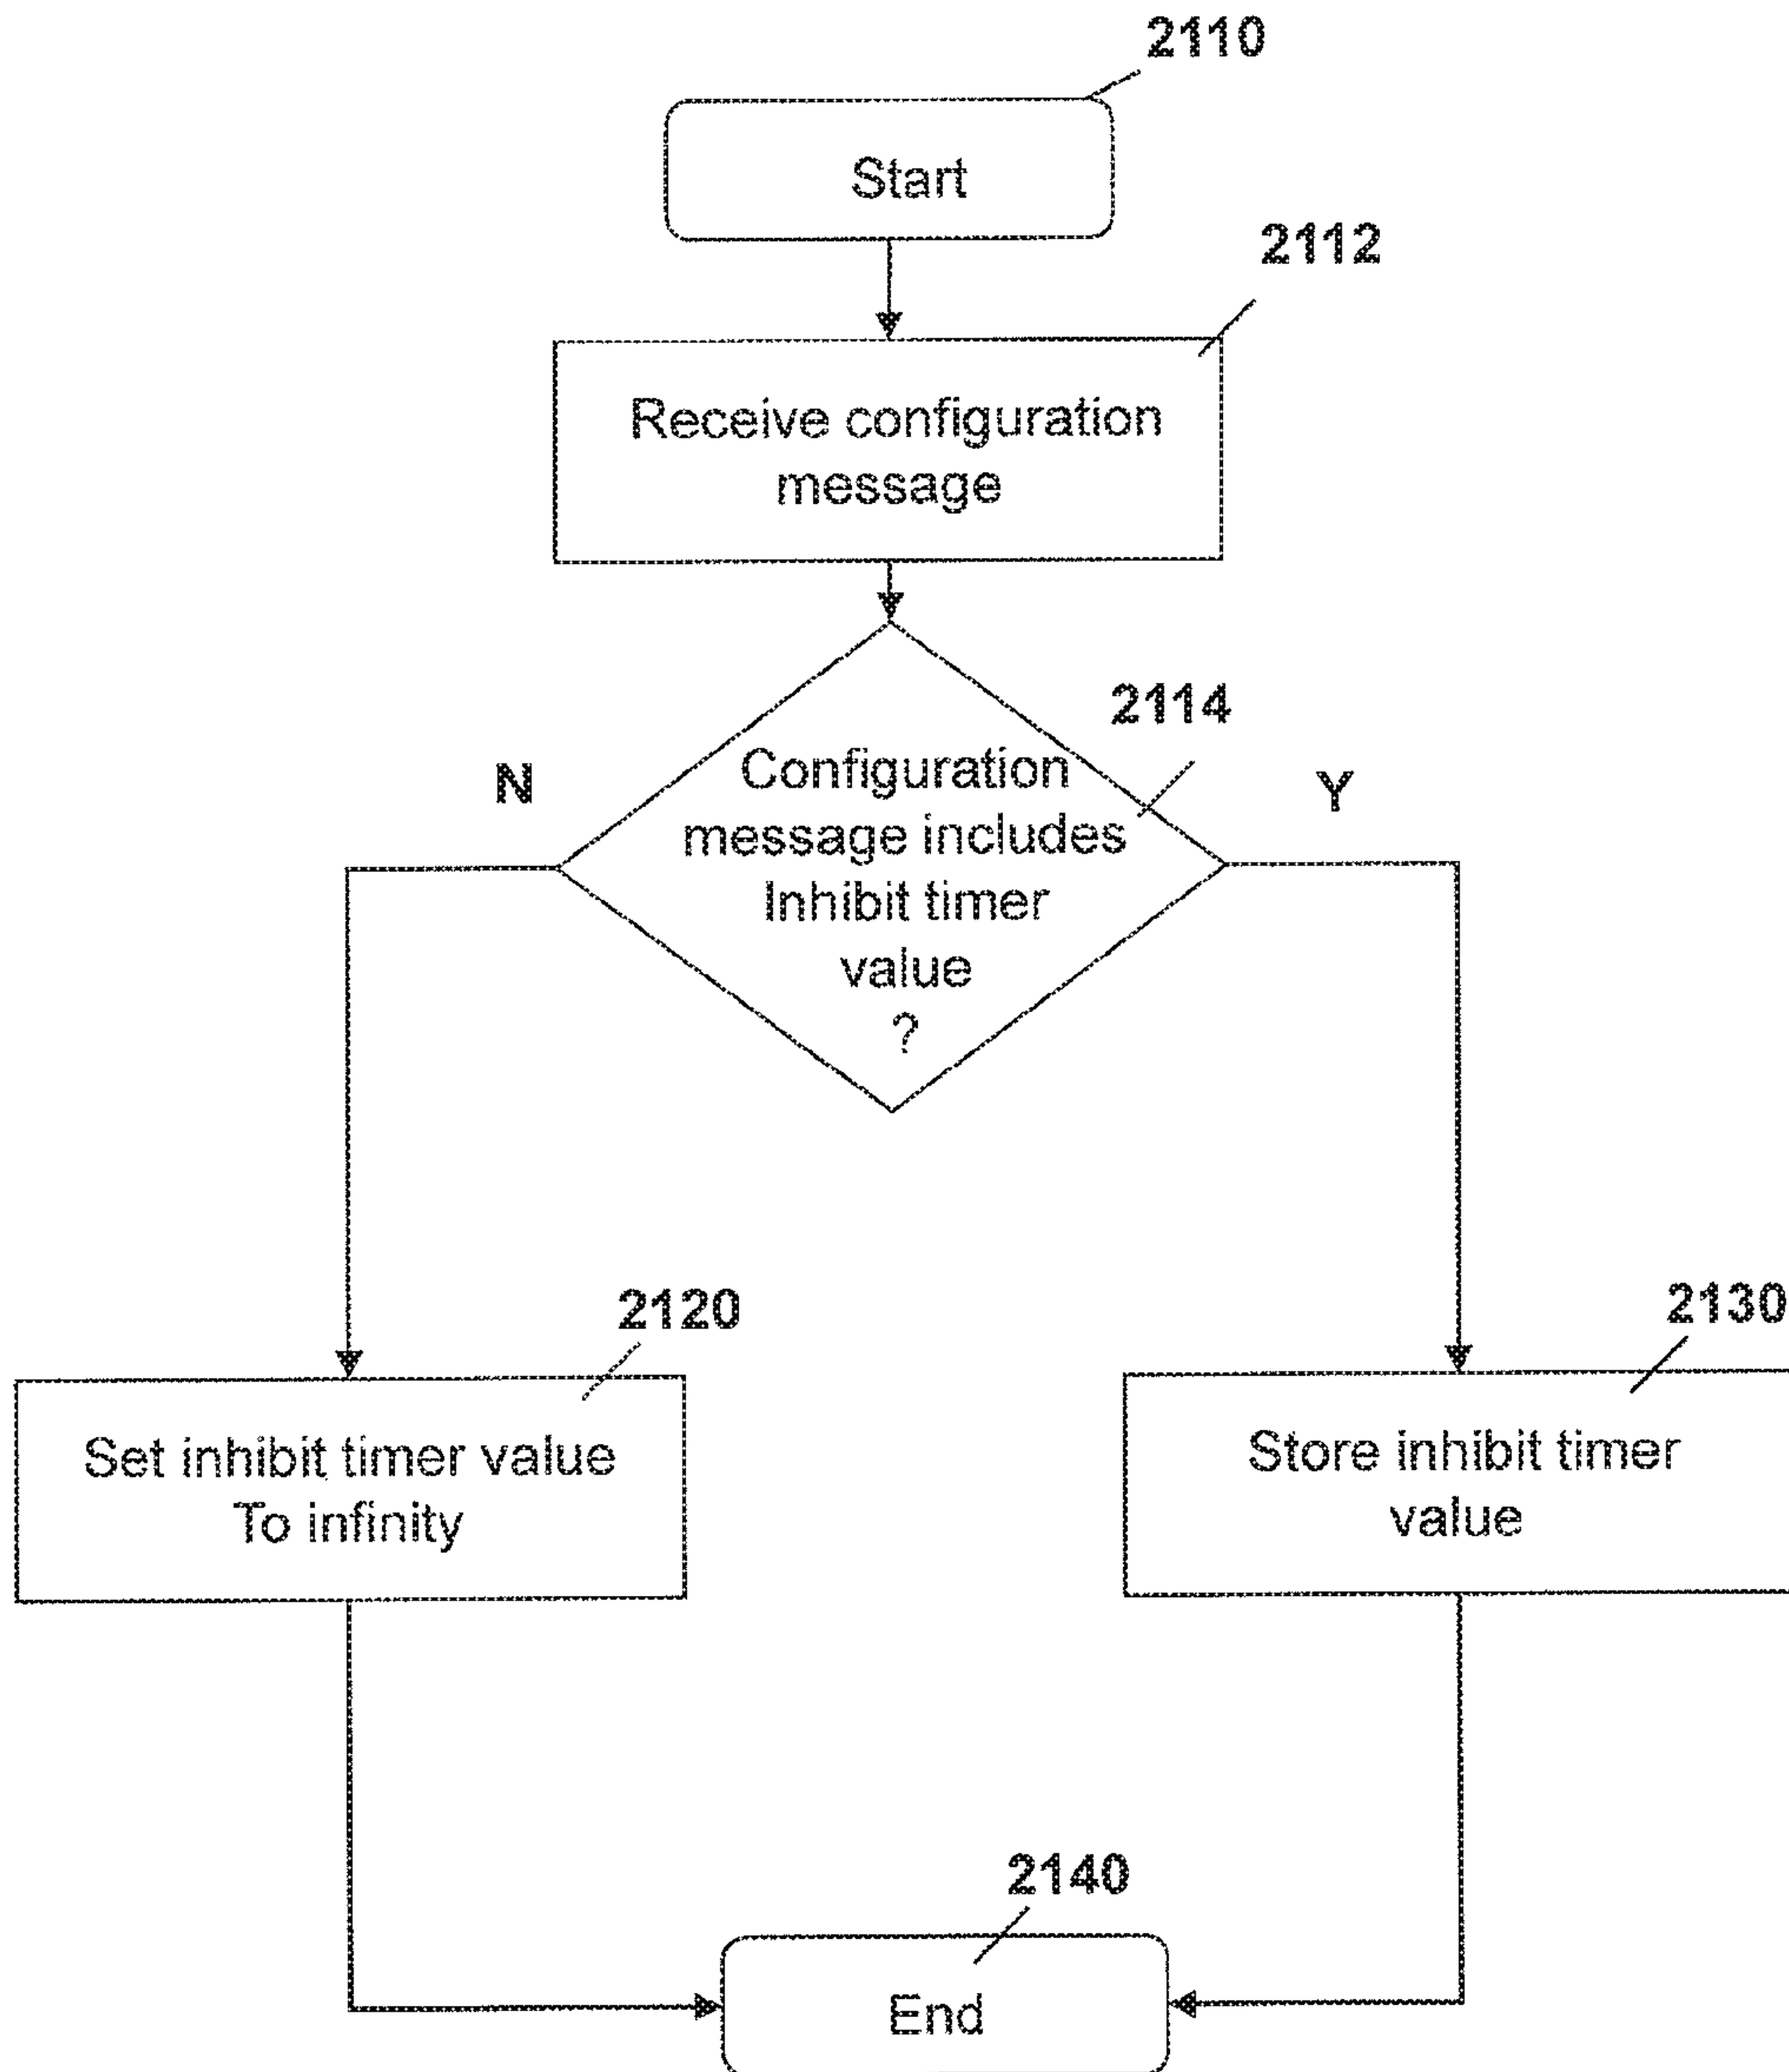 2110
Start
2112
Receive configuration
message
2114
N
Y
Configuration
message includes
Inhibit timer
value
?
2120
2130
Set inhibit timer value
To infinity
Store inhibit timer
value
2140
End